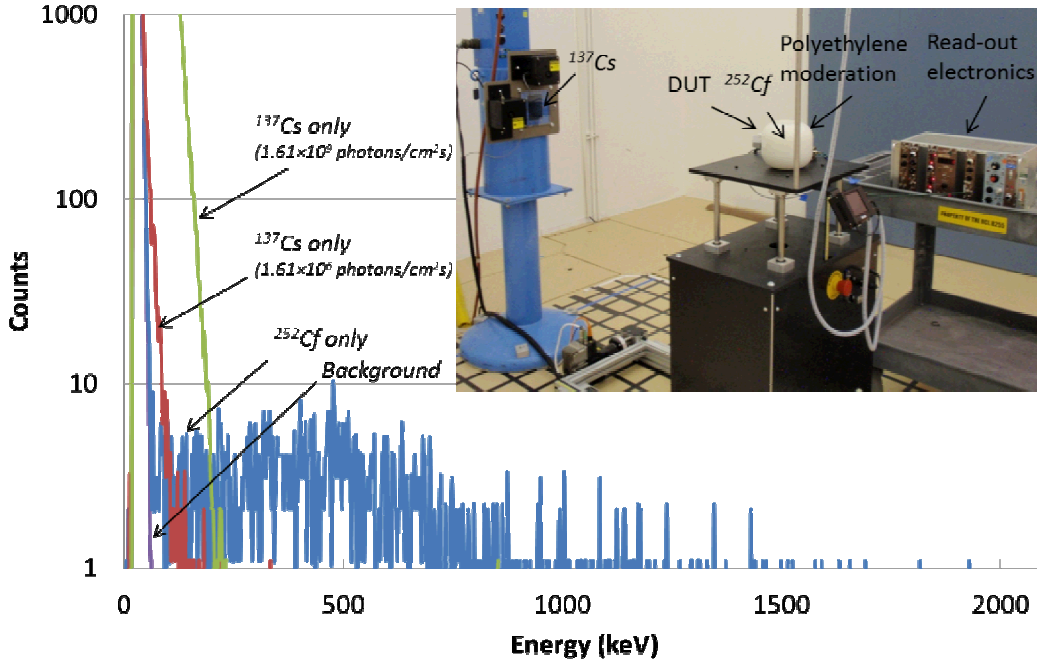 1000
100
10
1
Counts
0
500
1000
1500
2000
Energy (keV)
¹³⁷Cs only
(1.61×10⁹ photons/cm²s)
¹³⁷Cs only
(1.61×10⁶ photons/cm²s)
²⁵²Cf only
Background
¹³⁷Cs
DUT ²⁵²Cf
Polyethylene
moderation
Read-out
electronics